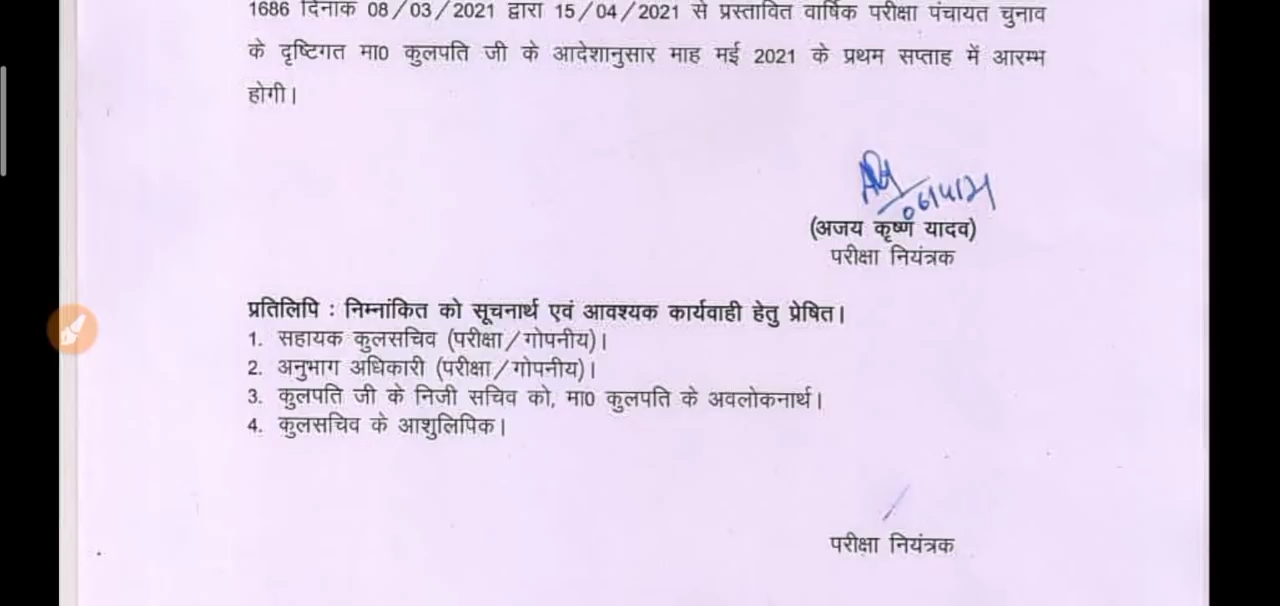 1686 दिनाक 08/03/2021 द्वारा 15/04/2021 से प्रस्तावित वार्षिक परीक्षा पंचायत चुनाव
के दृष्टिगत मा0 कुलपति जी के आदेशानुसार माह मई 2021 के प्रथम सप्ताह में आरम्भ
होगी।
06/4/21
(अजय कृष्ण यादव)
परीक्षा नियंत्रक
प्रतिलिपि : निम्नांकित को सूचनार्थ एवं आवश्यक कार्यवाही हेतु प्रेषित।
1. सहायक कुलसचिव (परीक्षा/गोपनीय)।
2. अनुभाग अधिकारी (परीक्षा/गोपनीय)।
3. कुलपति जी के निजी सचिव को, मा0 कुलपति के अवलोकनार्थ।
4. कुलसचिव के आशुलिपिक।
परीक्षा नियंत्रक